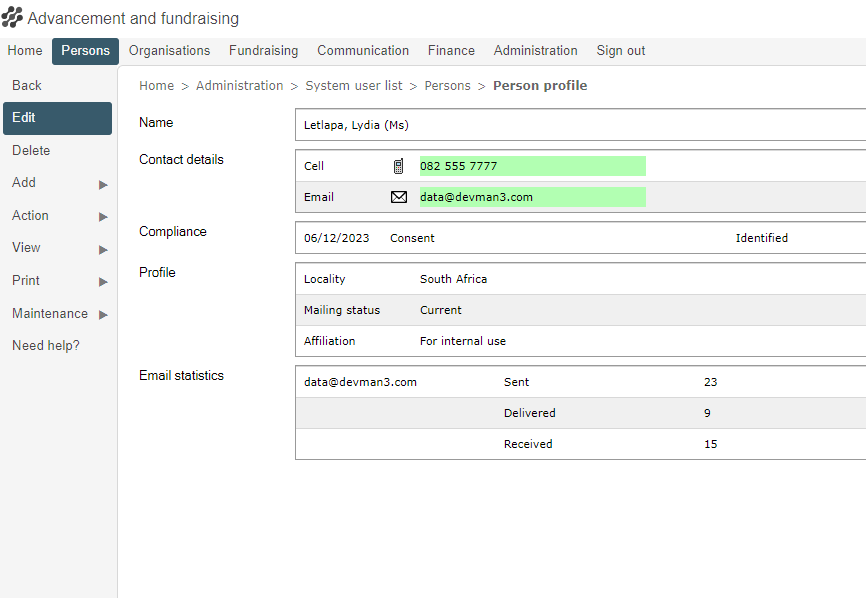 Advancement and fundraising
Home Persons Organisations Fundraising Communication Finance Administration Sign out
Back
Edit
Delete
Add
Action
View
Print
Maintenance
Need help?
Home > Administration > System user list > Persons > Person profile
Name Letlapa, Lydia (Ms)
Contact details Cell 082 555 7777
Email data@devman3.com
Compliance 06/12/2023 Consent Identified
Profile Locality South Africa
Mailing status Current
Affiliation For internal use
Email statistics data@devman3.com Sent 23
Delivered 9
Received 15